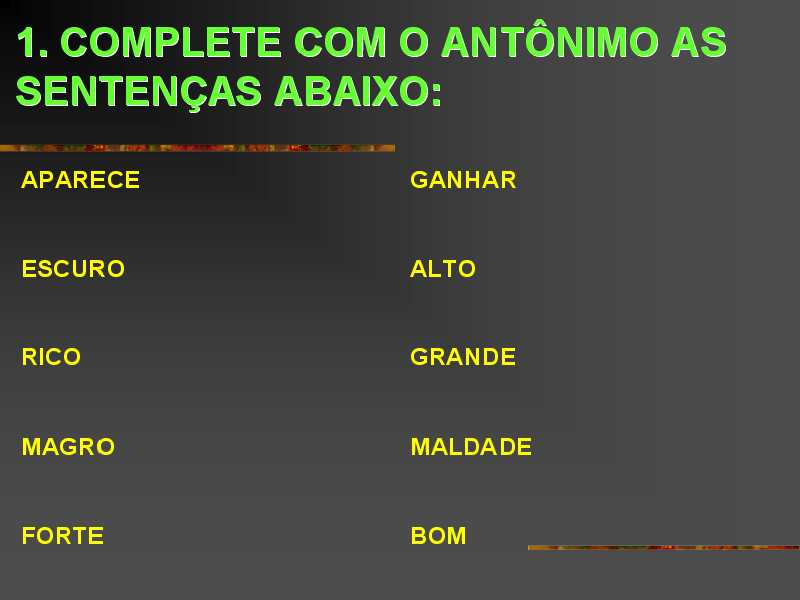 1. COMPLETE COM O ANTÔNIMO AS
SENTENÇAS ABAIXO:
APARECE
GANHAR
ESCURO
ALTO
RICO
GRANDE
MAGRO
MALDADE
FORTE
BOM